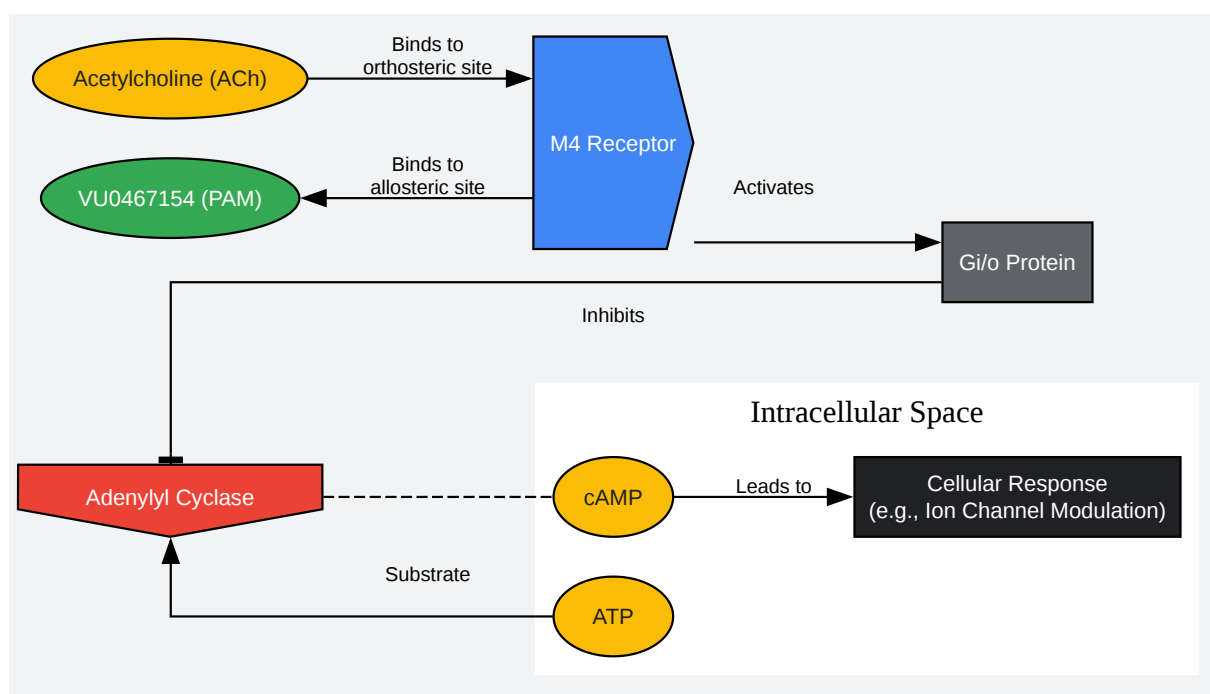 Acetylcholine (ACh)
Binds to
orthosteric site
M4 Receptor
VU0467154 (PAM)
Binds to
allosteric site
Activates
Gi/o Protein
Inhibits
Intracellular Space
Adenylyl Cyclase
cAMP
Leads to
Cellular Response
(e.g., Ion Channel Modulation)
Substrate
ATP